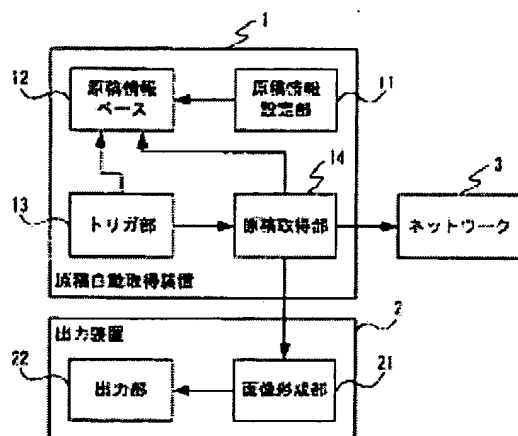 1
12
原稿情報
ベース
原稿情報
設定部
11
14
3
13
トリガ部
原稿取得部
ネットワーク
原稿自動取得装置
出力装置
2
22
出力部
画像形成部
21